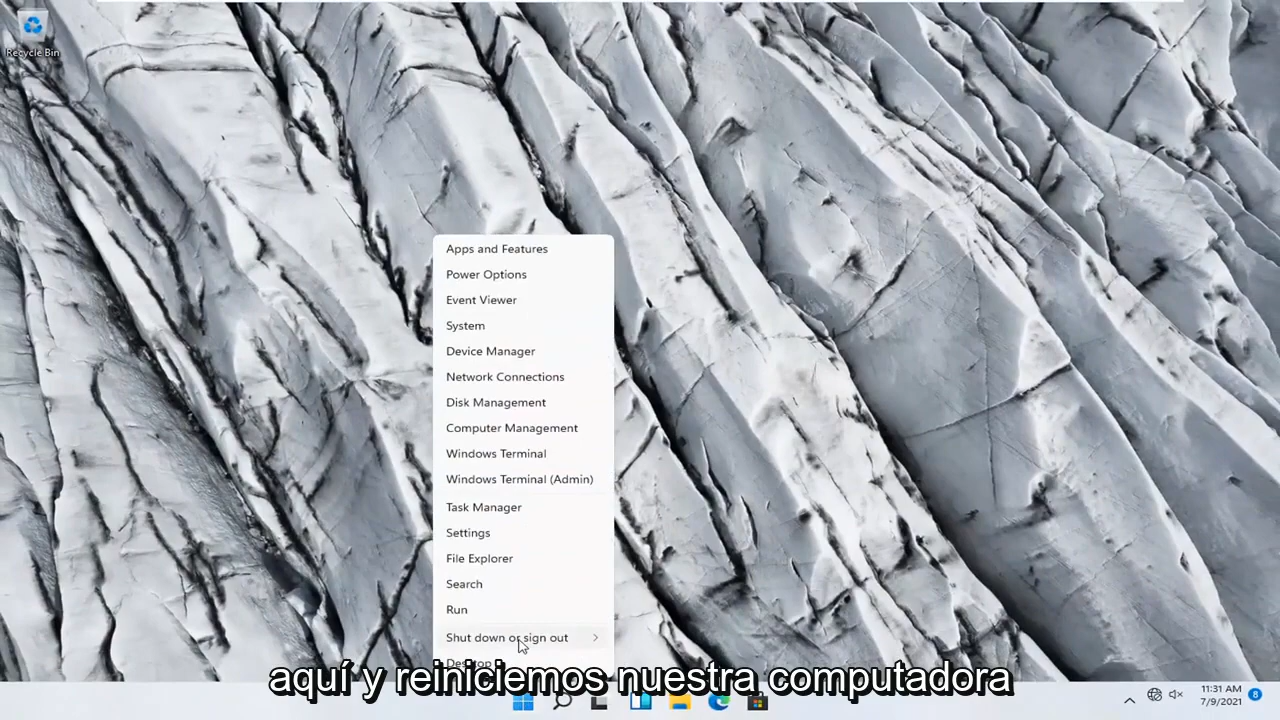 Recycle Bin
Apps and Features
Power Options
Event Viewer
System
Device Manager
Network Connections
Disk Management
Computer Management
Windows Terminal
Windows Terminal (Admin)
Task Manager
Settings
File Explorer
Search
Run
Shut down or sign out
Desktop
aquí y reiniciemos nuestra computadora
11:31 AM
7/9/2021
8